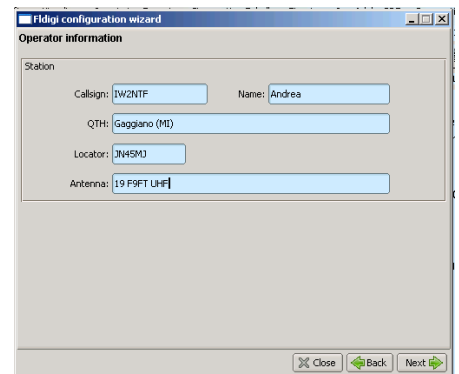 Fldigi configuration wizard
Operator information
Station
Callsign: IW2NTF Name: Andrea
QTH: Gaggiano (MI)
Locator: JN45MJ
Antenna: 19 F9FT UHF
Close Back Next